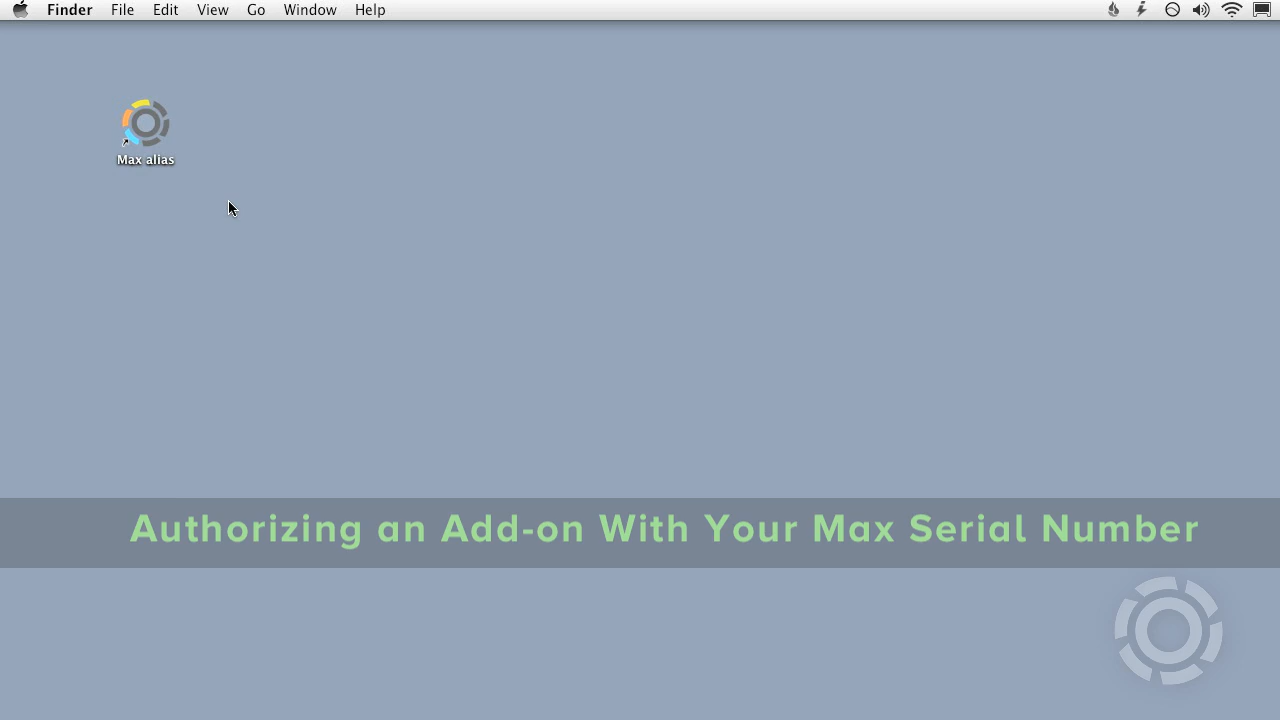 Finder File Edit View Go Window Help
Max alias
Authorizing an Add-on With Your Max Serial Number